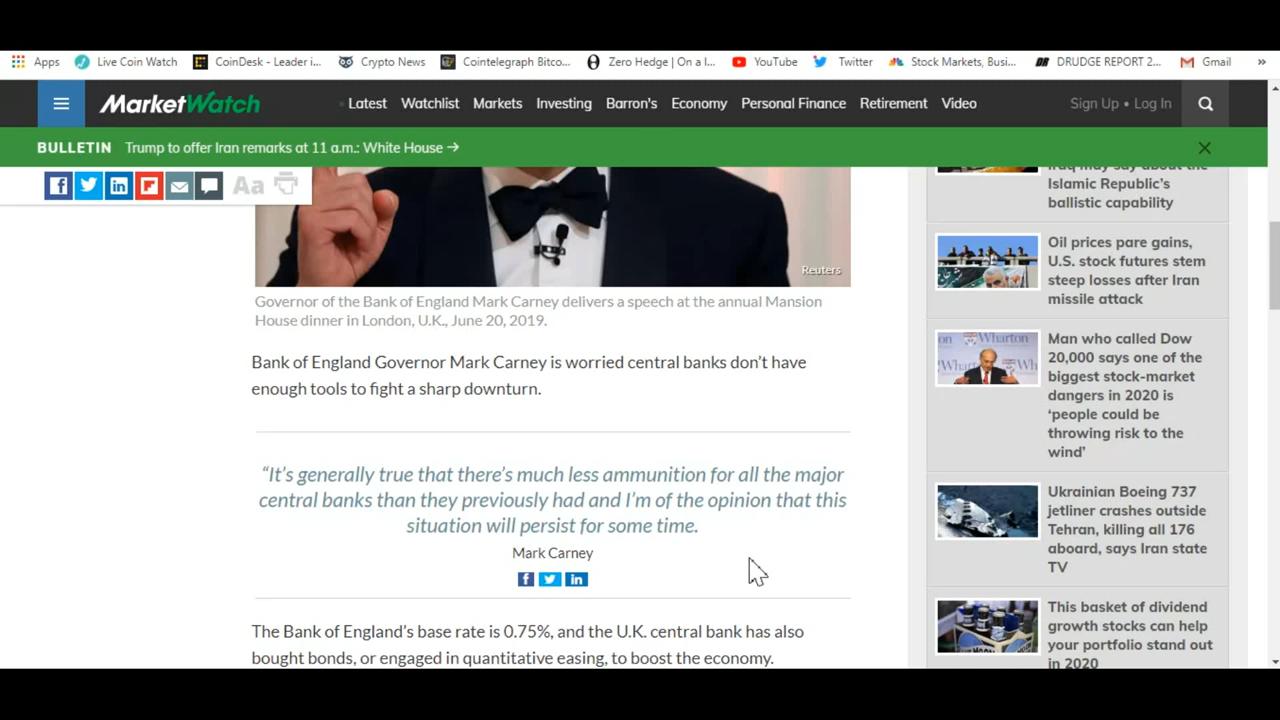 Apps
Live Coin Watch
CoinDesk - Leader i...
Crypto News
Cointelegraph Bitco...
Zero Hedge | On a l...
YouTube
Twitter
Stock Markets, Busi...
DRUDGE REPORT 2...
Gmail
»
MarketWatch
Latest
Watchlist
Markets
Investing
Barron's
Economy
Personal Finance
Retirement
Video
Sign Up • Log In
BULLETIN Trump to offer Iran remarks at 11 a.m.: White House →
Aa
Reuters
Governor of the Bank of England Mark Carney delivers a speech at the annual Mansion
House dinner in London, U.K., June 20, 2019.
Bank of England Governor Mark Carney is worried central banks don't have
enough tools to fight a sharp downturn.
“It's generally true that there's much less ammunition for all the major
central banks than they previously had and I'm of the opinion that this
situation will persist for some time.
Mark Carney
The Bank of England's base rate is 0.75%, and the U.K. central bank has also
bought bonds, or engaged in quantitative easing, to boost the economy.
Iraq may say about the
Islamic Republic's
ballistic capability
Oil prices pare gains,
U.S. stock futures stem
steep losses after Iran
missile attack
Man who called Dow
20,000 says one of the
biggest stock-market
dangers in 2020 is
‘people could be
throwing risk to the
wind’
Ukrainian Boeing 737
jetliner crashes outside
Tehran, killing all 176
aboard, says Iran state
TV
This basket of dividend
growth stocks can help
your portfolio stand out
in 2020